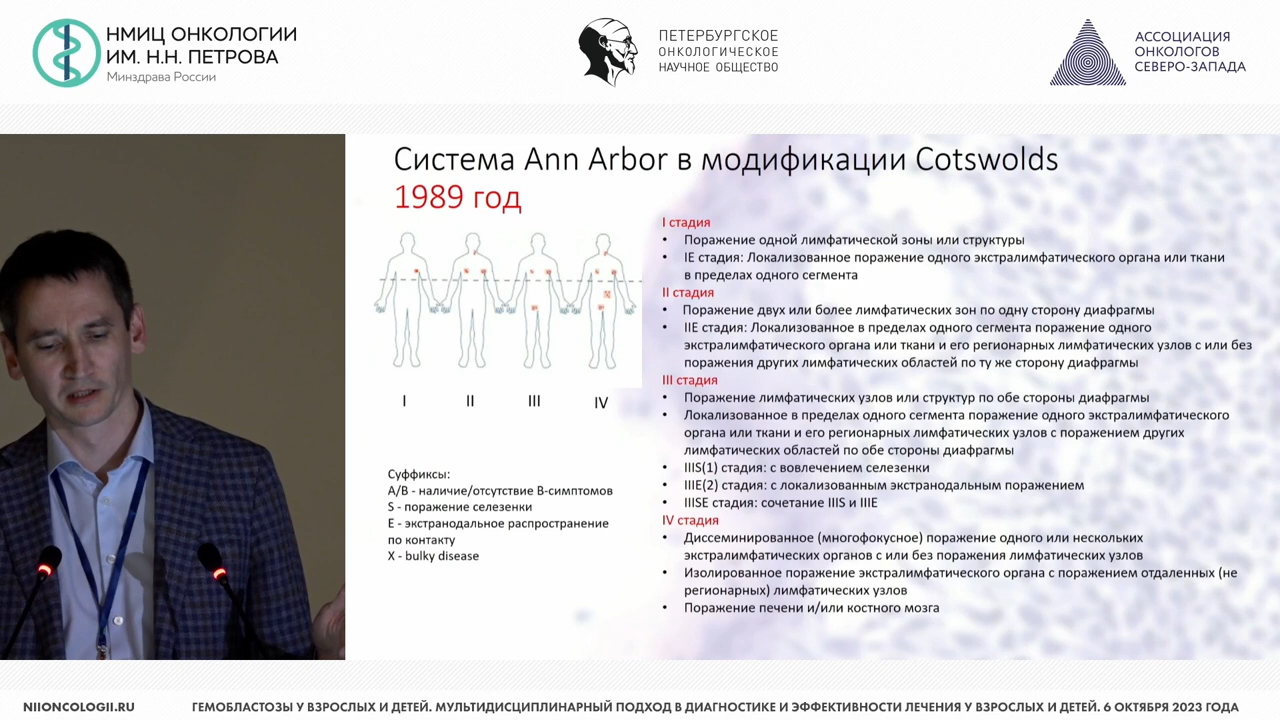 НМИЦ ОНКОЛОГИИ
ИМ. Н.Н. ПЕТРОВА
Минздрава России
ПЕТЕРБУРГСКОЕ
ОНКОЛОГИЧЕСКОЕ
НАУЧНОЕ ОБЩЕСТВО
АССОЦИАЦИЯ
ОНКОЛОГОВ
СЕВЕРО-ЗАПАДА
Система Ann Arbor в модификации Cotswolds
1989 год
I
II
III
IV
Суффиксы:
A/B - наличие/отсутствие В-симптомов
S - поражение селезенки
E - экстранодальное распространение
по контакту
X - bulky disease
I стадия
• Поражение одной лимфатической зоны или структуры
• IE стадия: Локализованное поражение одного экстралимфатического органа или ткани
в пределах одного сегмента
II стадия
• Поражение двух или более лимфатических зон по одну сторону диафрагмы
• IIE стадия: Локализованное в пределах одного сегмента поражение одного
экстралимфатического органа или ткани и его регионарных лимфатических узлов с или без
поражения других лимфатических областей по ту же сторону диафрагмы
III стадия
• Поражение лимфатических узлов или структур по обе стороны диафрагмы
• Локализованное в пределах одного сегмента поражение одного экстралимфатического
органа или ткани и его регионарных лимфатических узлов с поражением других
лимфатических областей по обе стороны диафрагмы
• IIIS(1) стадия: с вовлечением селезенки
• IIIE(2) стадия: с локализованным экстранодальным поражением
• IIISE стадия: сочетание IIIS и IIIE
IV стадия
• Диссеминированное (многофокусное) поражение одного или нескольких
экстралимфатических органов с или без поражения лимфатических узлов
• Изолированное поражение экстралимфатического органа с поражением отдаленных (не
регионарных) лимфатических узлов
• Поражение печени и/или костного мозга
NIIONCOLOGII.RU
ГЕМОБЛАСТОЗЫ У ВЗРОСЛЫХ И ДЕТЕЙ. МУЛЬТИДИСЦИПЛИНАРНЫЙ ПОДХОД В ДИАГНОСТИКЕ И ЭФФЕКТИВНОСТИ ЛЕЧЕНИЯ У ВЗРОСЛЫХ И ДЕТЕЙ. 6 ОКТЯБРЯ 2023 ГОДА